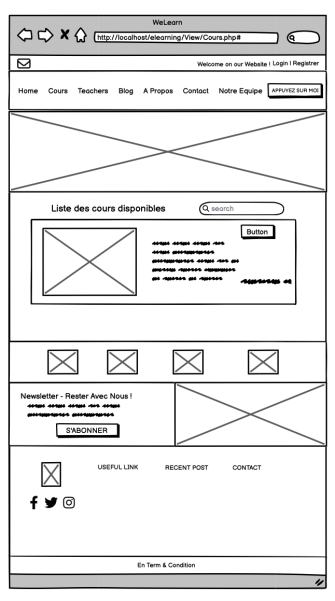 WeLearn
http://localhost/elearning/View/Cours.php#
Welcome on our Website ! Login I Registrer
Home Cours Teachers Blog A Propos Contact Notre Equipe APPUYEZ SUR MOI
Liste des cours disponibles
search
Button
Newsletter - Rester Avec Nous !
S'ABONNER
USEFUL LINK RECENT POST CONTACT
En Term & Condition